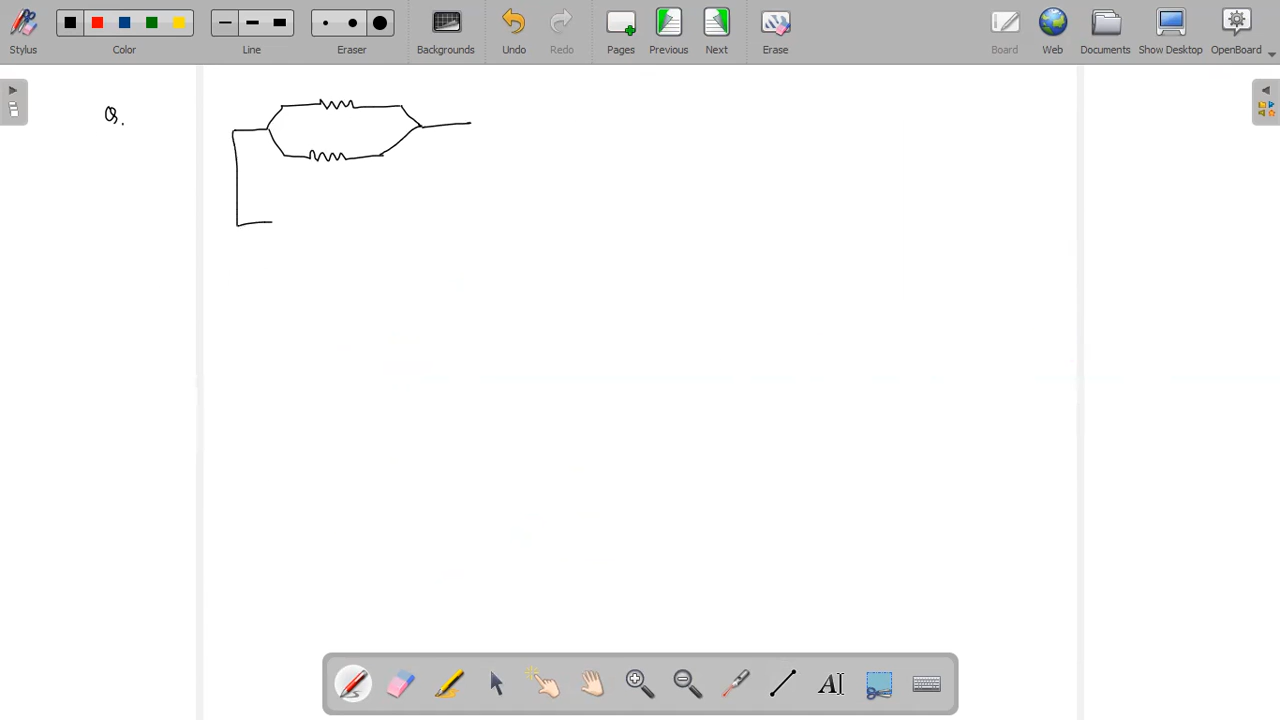 Stylus
Color
Line
Eraser
Backgrounds
Undo
Redo
Pages
Previous
Next
Erase
Board
Web
Documents
Show Desktop
OpenBoard
Q.